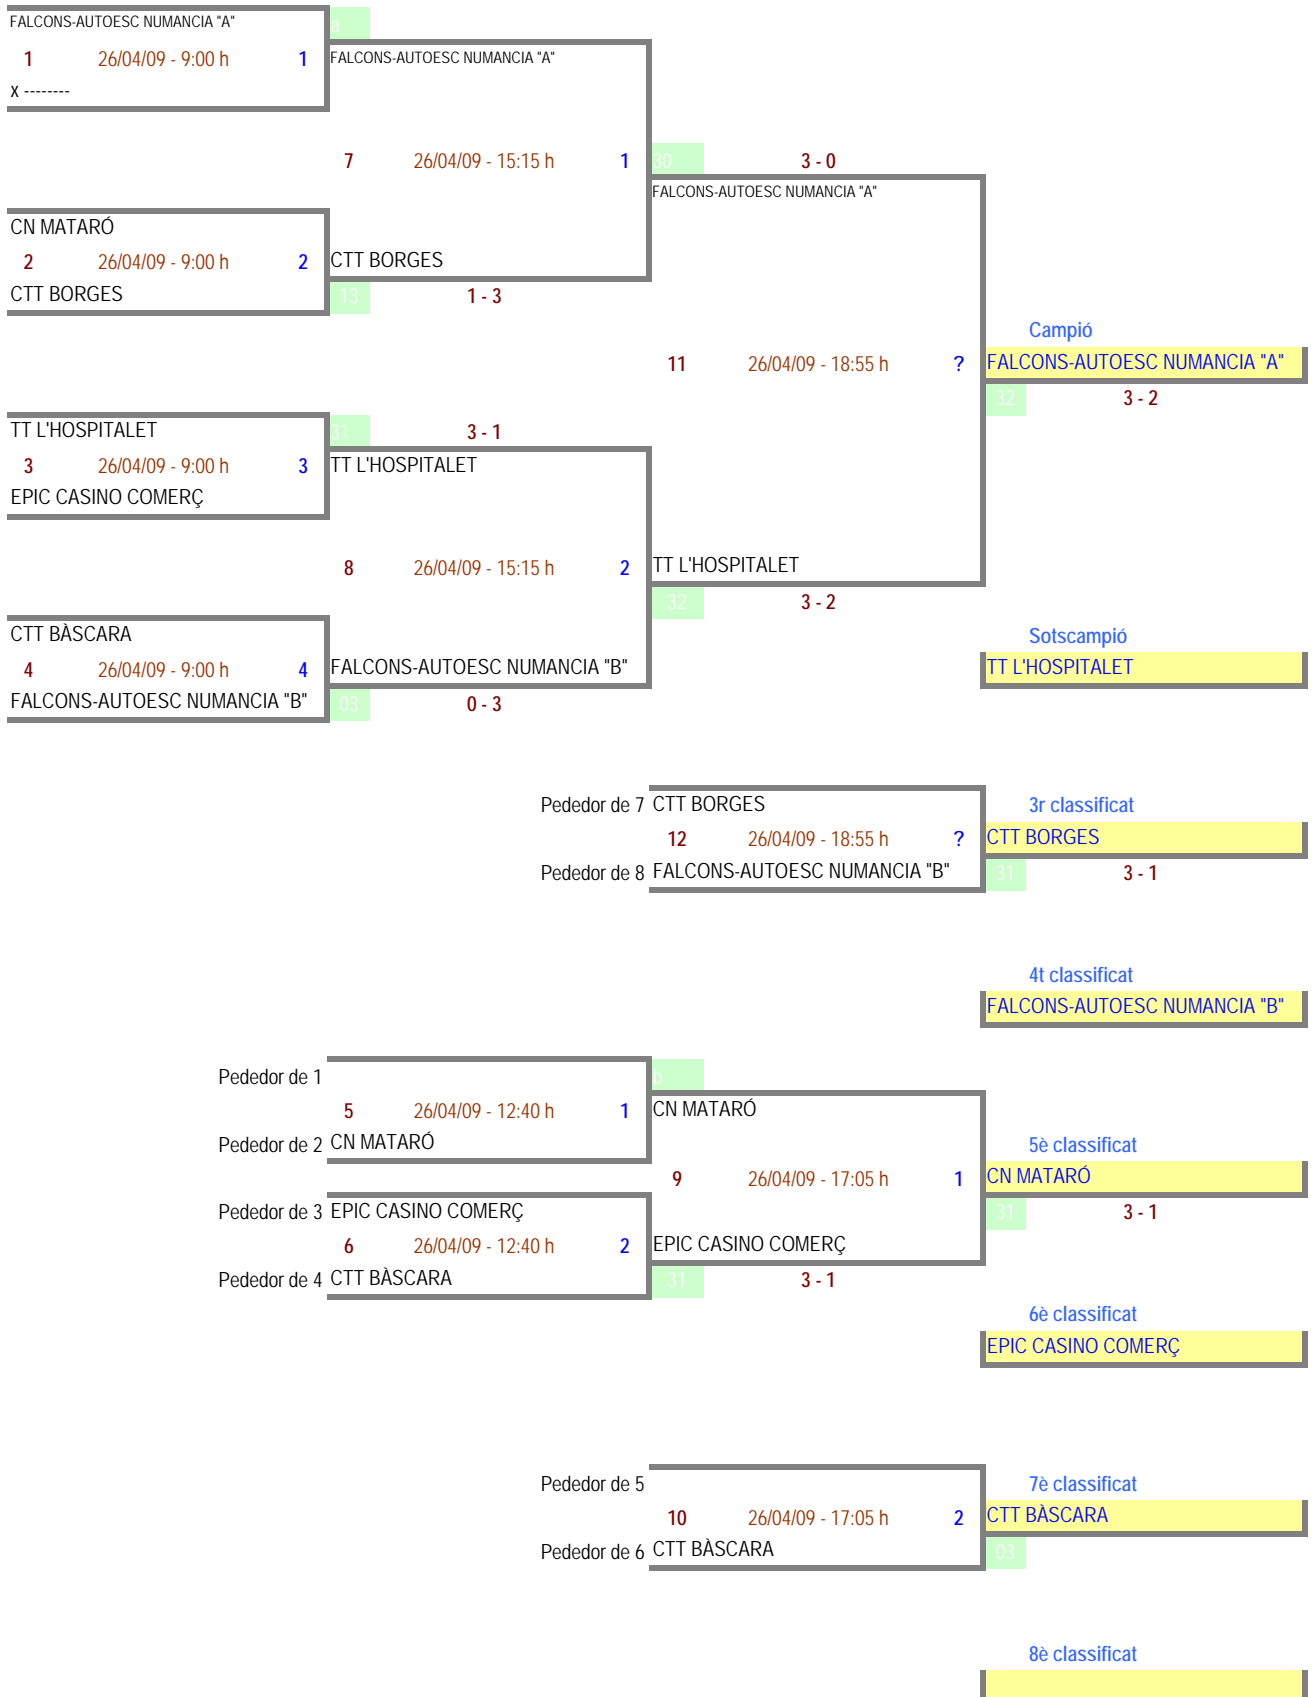 FALCONS-AUTOESC NUMANCIA "A"
a
1 26/04/09 - 9:00 h 1
FALCONS-AUTOESC NUMANCIA "A"
x --------
7 26/04/09 - 15:15 h 1
30 3 - 0
FALCONS-AUTOESC NUMANCIA "A"
CN MATARÓ
2 26/04/09 - 9:00 h 2
CTT BORGES
CTT BORGES
13 1 - 3
Campió
11 26/04/09 - 18:55 h ?
FALCONS-AUTOESC NUMANCIA "A"
32 3 - 2
TT L'HOSPITALET
31 3 - 1
3 26/04/09 - 9:00 h 3
TT L'HOSPITALET
EPIC CASINO COMERÇ
8 26/04/09 - 15:15 h 2
TT L'HOSPITALET
32 3 - 2
CTT BÀSCARA
Sotscampió
4 26/04/09 - 9:00 h 4
FALCONS-AUTOESC NUMANCIA "B"
TT L'HOSPITALET
FALCONS-AUTOESC NUMANCIA "B"
03 0 - 3
Pededor de 7 CTT BORGES
3r classificat
12 26/04/09 - 18:55 h ?
CTT BORGES
Pededor de 8 FALCONS-AUTOESC NUMANCIA "B"
31 3 - 1
4t classificat
FALCONS-AUTOESC NUMANCIA "B"
Pededor de 1
b
5 26/04/09 - 12:40 h 1
CN MATARÓ
Pededor de 2 CN MATARÓ
5è classificat
9 26/04/09 - 17:05 h 1
CN MATARÓ
Pededor de 3 EPIC CASINO COMERÇ
31 3 - 1
6 26/04/09 - 12:40 h 2
EPIC CASINO COMERÇ
Pededor de 4 CTT BÀSCARA
31 3 - 1
6è classificat
EPIC CASINO COMERÇ
Pededor de 5
7è classificat
10 26/04/09 - 17:05 h 2
CTT BÀSCARA
Pededor de 6 CTT BÀSCARA
03
8è classificat